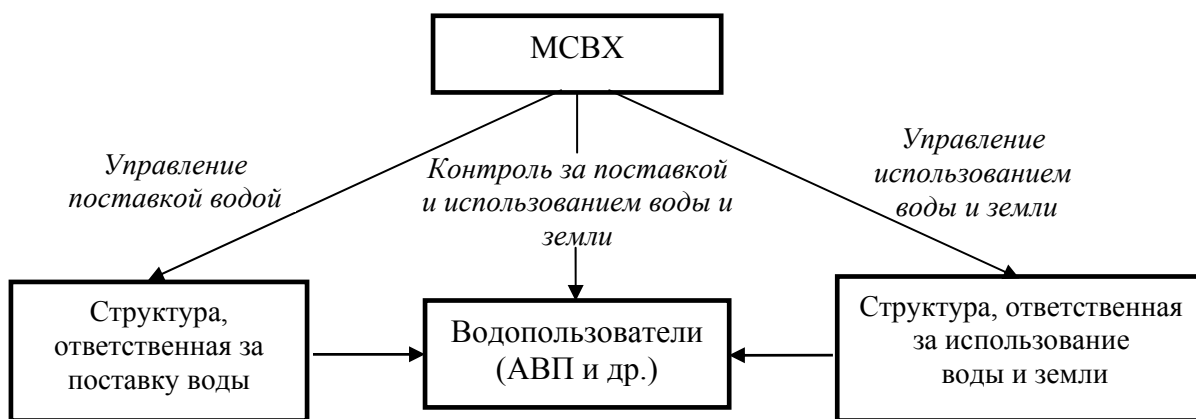 МСВХ
Управление
поставкой водой
Контроль за поставкой
и использованием воды и
земли
Управление
использованием
воды и земли
Структура,
ответственная за
поставку воды
Водопользователи
(АВП и др.)
Структура, ответственная
за использование
воды и земли